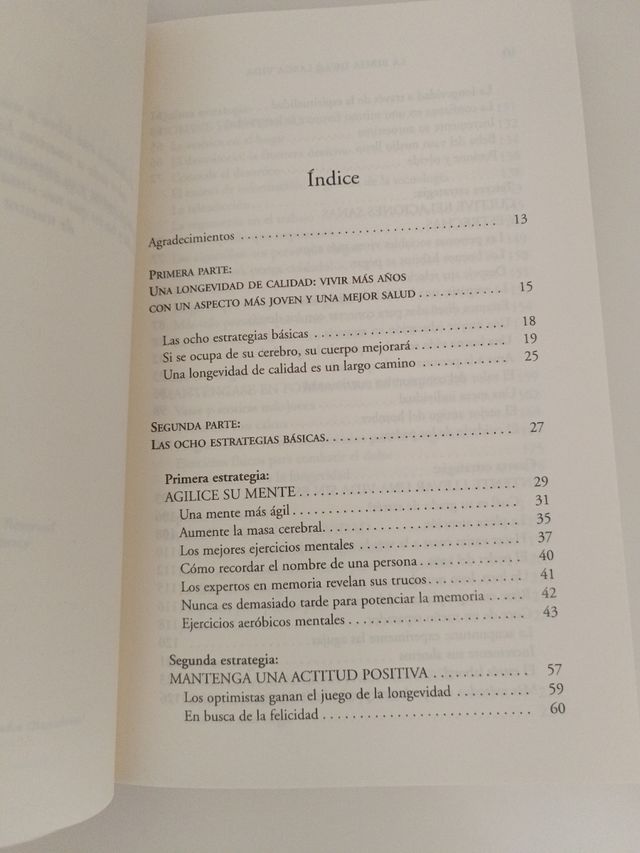 Índice
Agradecimientos . . . . . . . . . . . . . . . . . . . . . . . . . . . . . . . . . . . . 13
PRIMERA PARTE:
UNA LONGEVIDAD DE CALIDAD: VIVIR MÁS AÑOS
CON UN ASPECTO MÁS JOVEN Y UNA MEJOR SALUD . . . . . . . . . . . 15
Las ocho estrategias básicas . . . . . . . . . . . . . . . . . . . . . . . . . 18
Si se ocupa de su cerebro, su cuerpo mejorará . . . . . . . . . . . . 19
Una longevidad de calidad es un largo camino . . . . . . . . . . . . 25
SEGUNDA PARTE:
LAS OCHO ESTRATEGIAS BÁSICAS. . . . . . . . . . . . . . . . . . . . . . . . 27
Primera estrategia:
AGILICE SU MENTE . . . . . . . . . . . . . . . . . . . . . . . . . . . . 29
Una mente más ágil . . . . . . . . . . . . . . . . . . . . . . . . . . . . 31
Aumente la masa cerebral. . . . . . . . . . . . . . . . . . . . . . . . 35
Los mejores ejercicios mentales . . . . . . . . . . . . . . . . . . . . 37
Cómo recordar el nombre de una persona . . . . . . . . . . . . 40
Los expertos en memoria revelan sus trucos. . . . . . . . . . . . 41
Nunca es demasiado tarde para potenciar la memoria . . . . . 42
Ejercicios aeróbicos mentales . . . . . . . . . . . . . . . . . . . . . . 43
Segunda estrategia:
MANTENGA UNA ACTITUD POSITIVA . . . . . . . . . . . . . . 57
Los optimistas ganan el juego de la longevidad . . . . . . . . . . 59
En busca de la felicidad . . . . . . . . . . . . . . . . . . . . . . . . . . 60